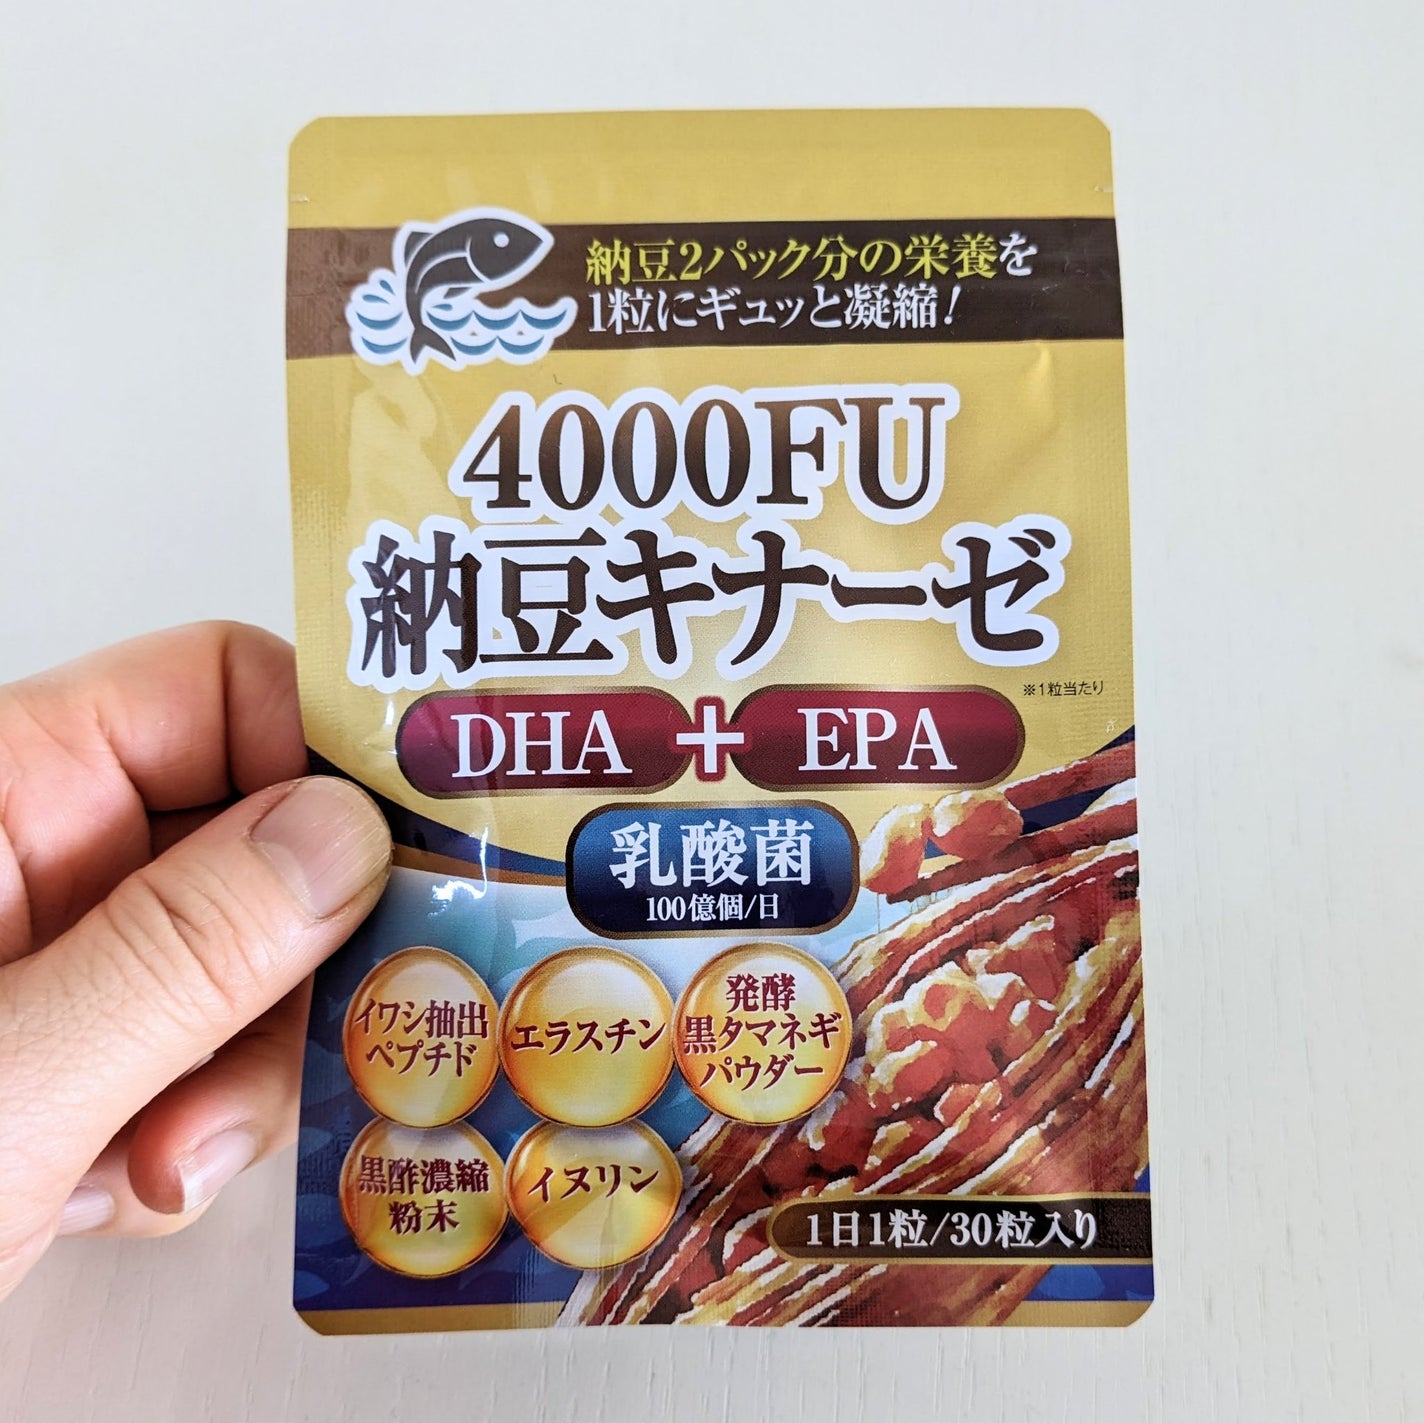 納豆2パック分の栄養を
1粒にギュッと凝縮!
4000FU
納豆キナーゼ
※1粒当たり
DHA + EPA
乳酸菌
100億個/日
イワシ抽出
ペプチド
エラスチン
発酵
黒タマネギ
パウダー
黒酢濃縮
粉末
イヌリン
1日1粒/30粒入り